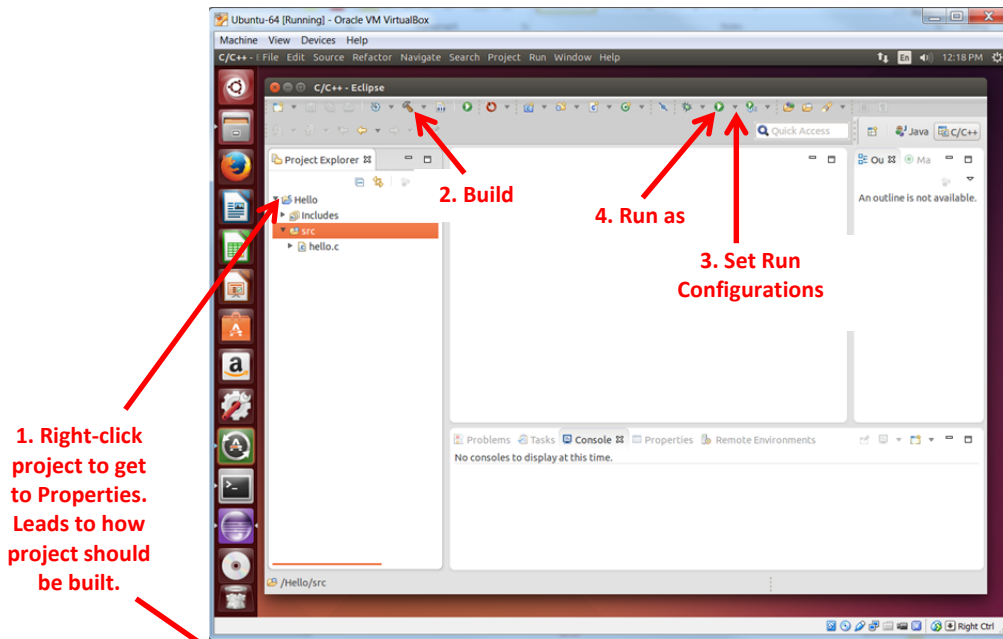 Ubuntu-64 [Running] - Oracle VM VirtualBox
Machine View Devices Help
C/C++ - E File Edit Source Refactor Navigate Search Project Run Window Help
En 12:18 PM
C/C++ - Eclipse
Quick Access
Java C/C++
Project Explorer
Ou Ma
Hello
An outline is not available.
Includes
src
hello.c
2. Build
4. Run as
3. Set Run
Configurations
1. Right-click
project to get
to Properties.
Leads to how
project should
be built.
Problems Tasks Console Properties Remote Environments
No consoles to display at this time.
/Hello/src
Right Ctrl